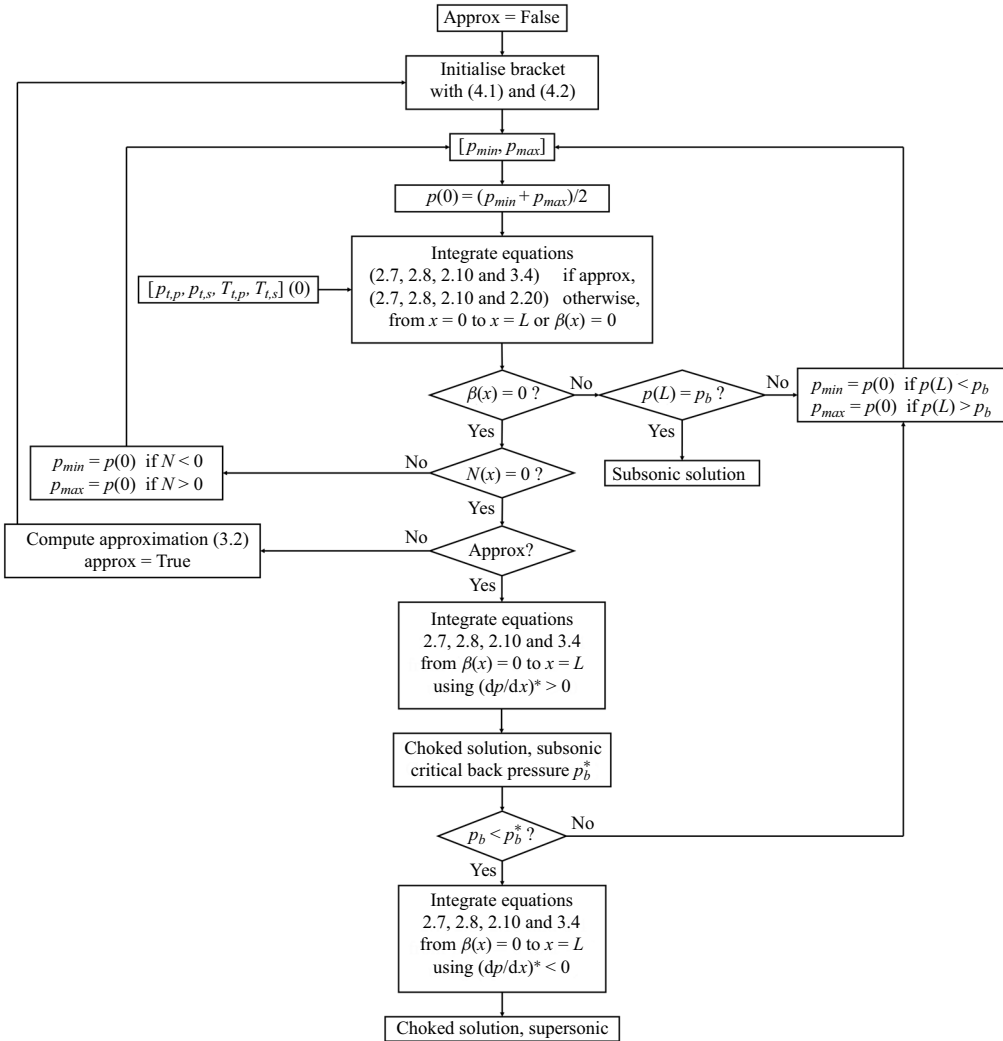 Approx = False
Initialise bracket
with (4.1) and (4.2)
[p_min, p_max]
p(0) = (p_min + p_max)/2
Integrate equations
(2.7, 2.8, 2.10 and 3.4) if approx,
(2.7, 2.8, 2.10 and 2.20) otherwise,
from x = 0 to x = L or β(x) = 0
[p_t,p, p_t,s, T_t,p, T_t,s] (0)
β(x) = 0 ?
No
p(L) = p_b ?
No
p_min = p(0) if p(L) < p_b
p_max = p(0) if p(L) > p_b
Yes
Yes
Subsonic solution
N(x) = 0 ?
No
p_min = p(0) if N < 0
p_max = p(0) if N > 0
Yes
Approx?
No
Compute approximation (3.2)
approx = True
Yes
Integrate equations
2.7, 2.8, 2.10 and 3.4
from β(x) = 0 to x = L
using (dp/dx)* > 0
Choked solution, subsonic
critical back pressure p_b*
p_b < p_b* ?
No
Yes
Integrate equations
2.7, 2.8, 2.10 and 3.4
from β(x) = 0 to x = L
using (dp/dx)* < 0
Choked solution, supersonic